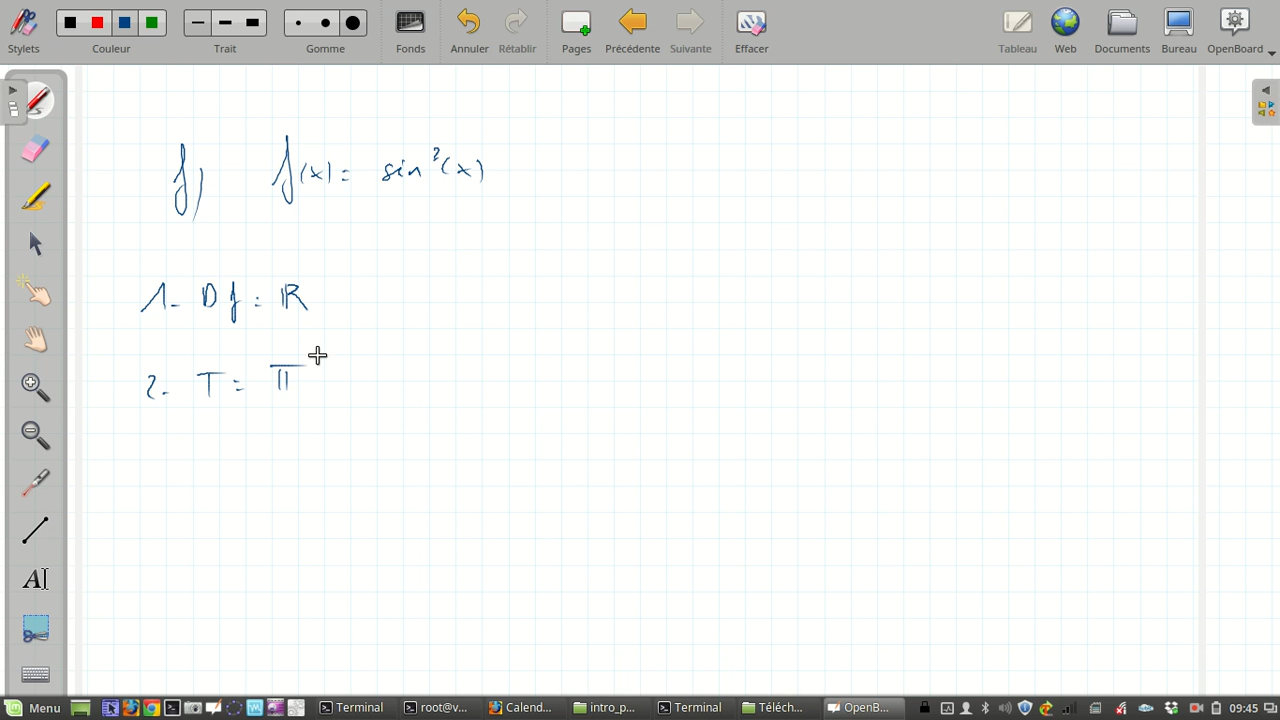 Stylets Couleur Trait Gomme Fonds Annuler Rétablir Pages Précédente Suivante Effacer Tableau Web Documents Bureau OpenBoard
f) f(x) = sin²(x)
1- Df = ℝ
2- T = π
AI
Menu Terminal root@v... Calend... intro_p... Terminal Téléch... OpenB... 09:45